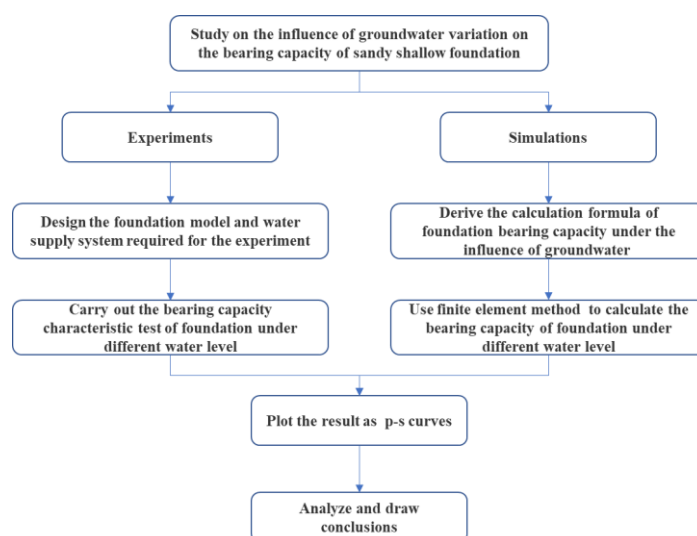 Study on the influence of groundwater variation on
the bearing capacity of sandy shallow foundation
Experiments
Simulations
Design the foundation model and water
supply system required for the experiment
Derive the calculation formula of
foundation bearing capacity under the
influence of groundwater
Carry out the bearing capacity
characteristic test of foundation under
different water level
Use finite element method to calculate the
bearing capacity of foundation under
different water level
Plot the result as p-s curves
Analyze and draw
conclusions